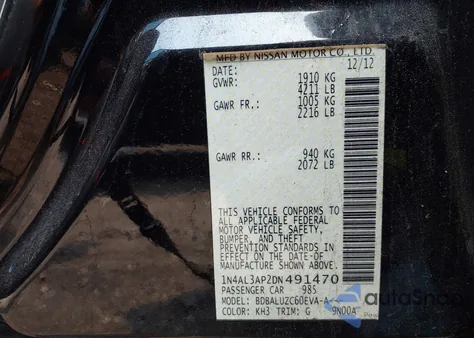 MFD BY NISSAN MOTOR CO., LTD.
DATE: 12/12
GVWR: 1910 KG
4211 LB
GAWR FR.: 1005 KG
2216 LB
GAWR RR.: 940 KG
2072 LB
THIS VEHICLE CONFORMS TO
ALL APPLICABLE FEDERAL
MOTOR VEHICLE SAFETY,
BUMPER, AND THEFT
PREVENTION STANDARDS IN
EFFECT ON THE DATE OF
MANUFACTURE SHOWN ABOVE.
1N4AL3AP2DN491470
PASSENGER CAR 985
MODEL: BDBALUZC60EVA-A--
COLOR: KH3 TRIM: G 9N00A
AutoSnap